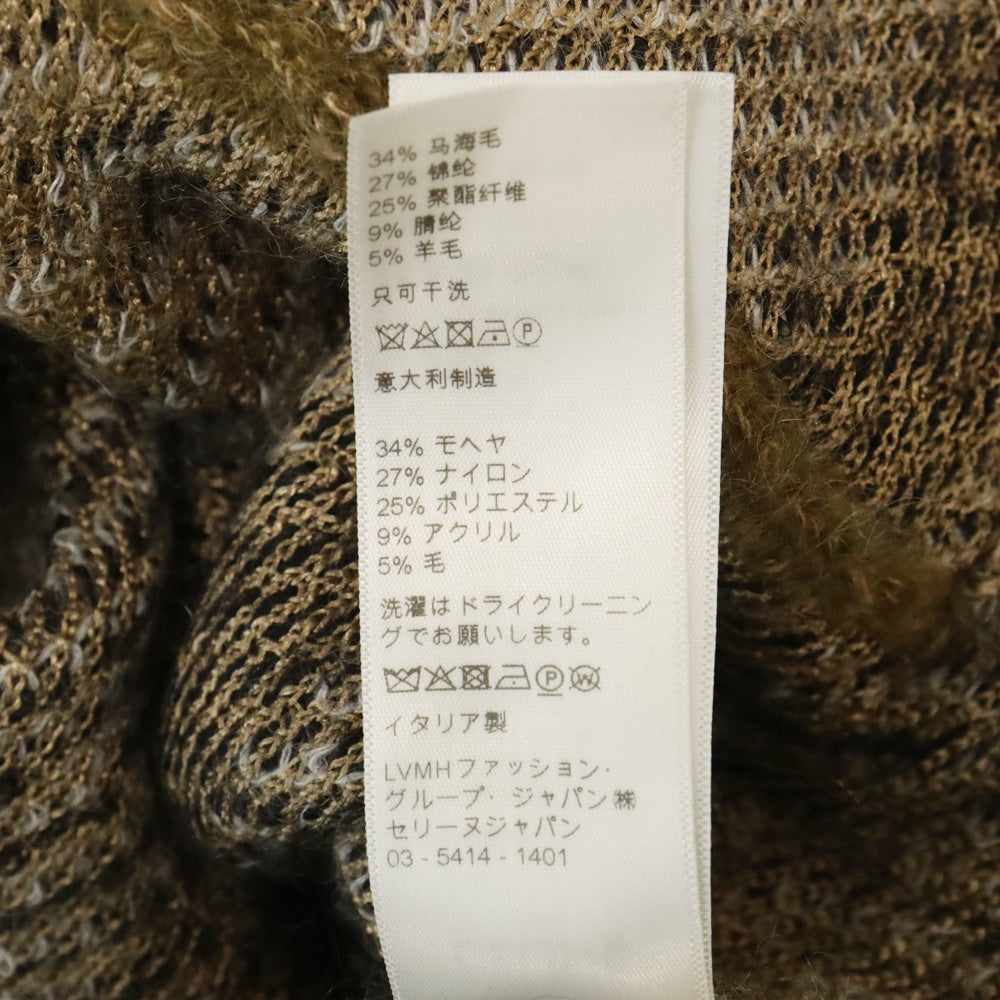 34% 马海毛
27% 锦纶
25% 聚酯纤维
9% 腈纶
5% 羊毛
只可干洗
P
意大利制造
34% モヘヤ
27% ナイロン
25% ポリエステル
9% アクリル
5% 毛
洗濯はドライクリーニン
グでお願いします。
P W
イタリア製
LVMHファッション・
グループ・ジャパン㈱
セリーヌジャパン
03 - 5414 - 1401